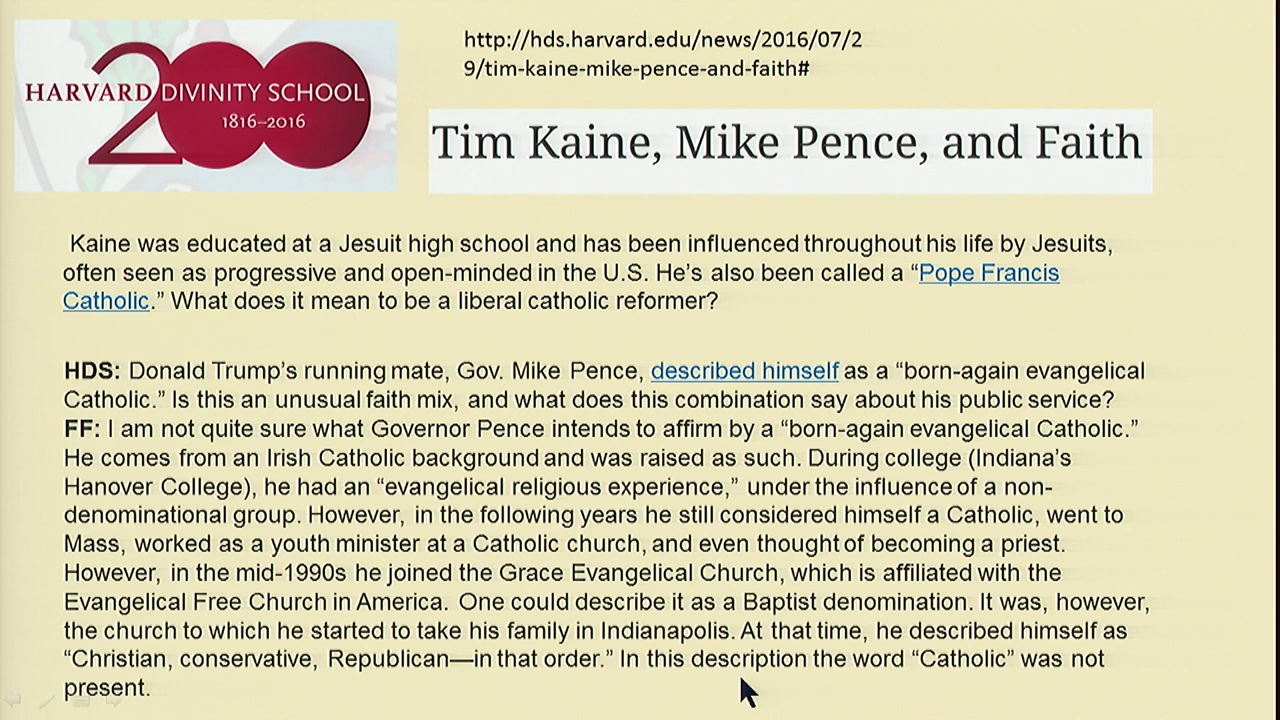 http://hds.harvard.edu/news/2016/07/2
9/tim-kaine-mike-pence-and-faith#
200
HARVARD DIVINITY SCHOOL
1816–2016
Tim Kaine, Mike Pence, and Faith
Kaine was educated at a Jesuit high school and has been influenced throughout his life by Jesuits,
often seen as progressive and open-minded in the U.S. He’s also been called a “Pope Francis
Catholic.” What does it mean to be a liberal catholic reformer?
HDS: Donald Trump’s running mate, Gov. Mike Pence, described himself as a “born-again evangelical
Catholic.” Is this an unusual faith mix, and what does this combination say about his public service?
FF: I am not quite sure what Governor Pence intends to affirm by a “born-again evangelical Catholic.”
He comes from an Irish Catholic background and was raised as such. During college (Indiana’s
Hanover College), he had an “evangelical religious experience,” under the influence of a non-
denominational group. However, in the following years he still considered himself a Catholic, went to
Mass, worked as a youth minister at a Catholic church, and even thought of becoming a priest.
However, in the mid-1990s he joined the Grace Evangelical Church, which is affiliated with the
Evangelical Free Church in America. One could describe it as a Baptist denomination. It was, however,
the church to which he started to take his family in Indianapolis. At that time, he described himself as
“Christian, conservative, Republican—in that order.” In this description the word “Catholic” was not
present.